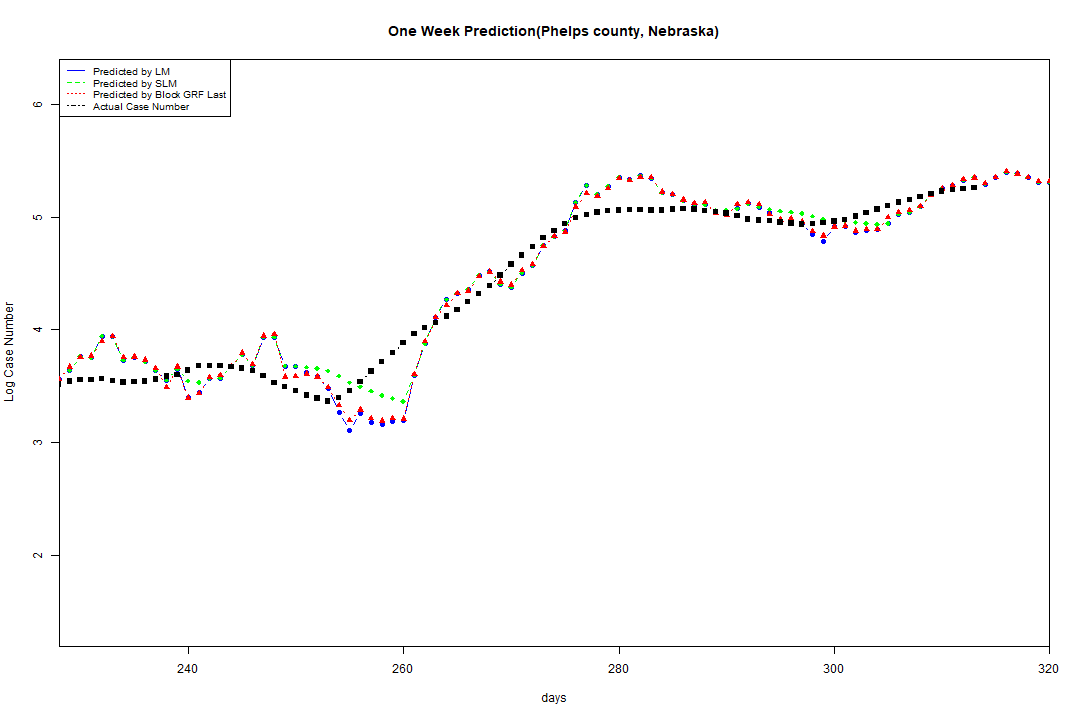 One Week Prediction(Phelps county, Nebraska)
Predicted by LM
Predicted by SLM
Predicted by Block GRF Last
Actual Case Number
Log Case Number
6
5
4
3
2
240 260 280 300 320
days